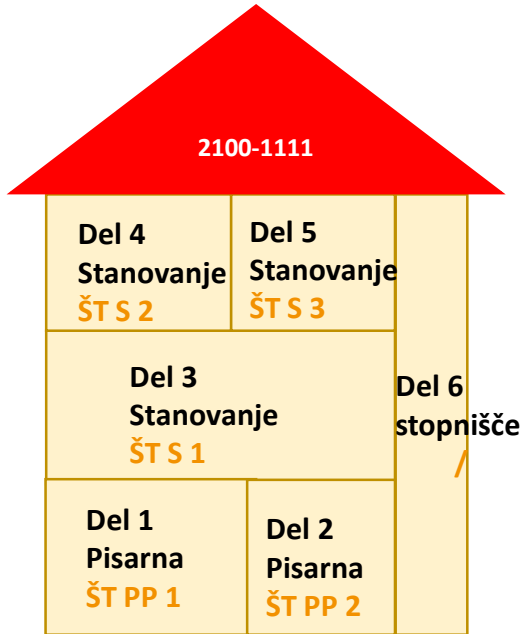 2100-1111
Del 4
Stanovanje
ŠT S 2
Del 5
Stanovanje
ŠT S 3
Del 3
Stanovanje
ŠT S 1
Del 6
stopnišče
/
Del 1
Pisarna
ŠT PP 1
Del 2
Pisarna
ŠT PP 2